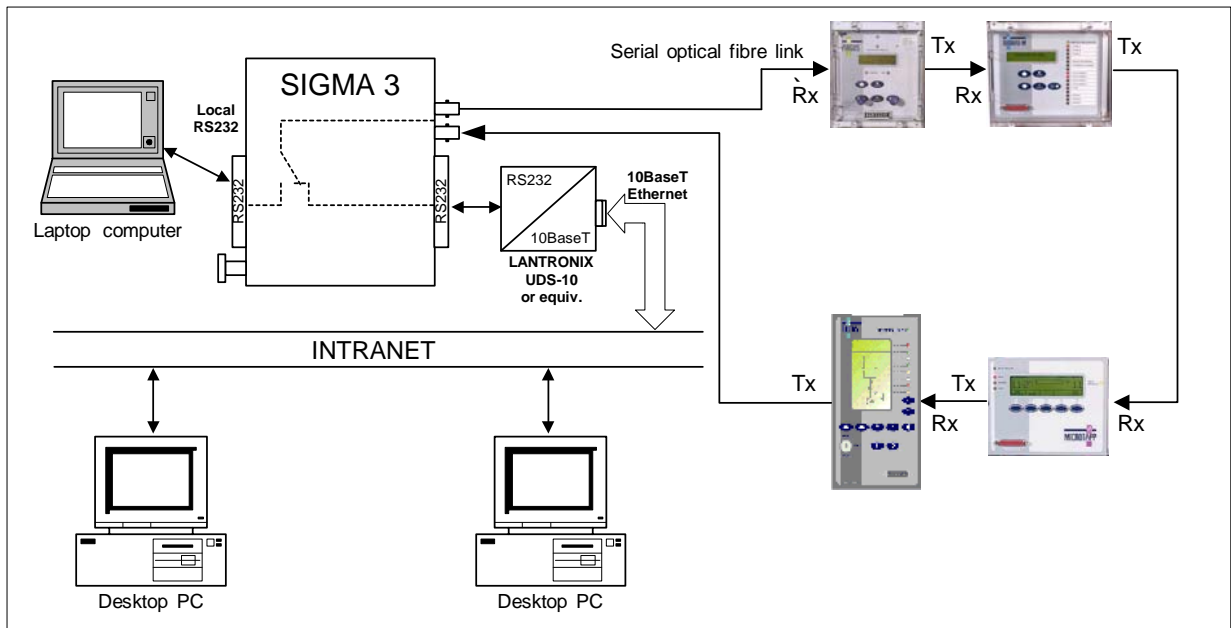 Serial optical fibre link
Tx
Tx
`
Rx
Rx
SIGMA 3
Local
RS232
RS232
RS232
RS232
10BaseT
10BaseT
Ethernet
LANTRONIX
UDS-10
or equiv.
Laptop computer
INTRANET
Tx
Tx
Rx
Rx
MICROTAPP
Desktop PC
Desktop PC